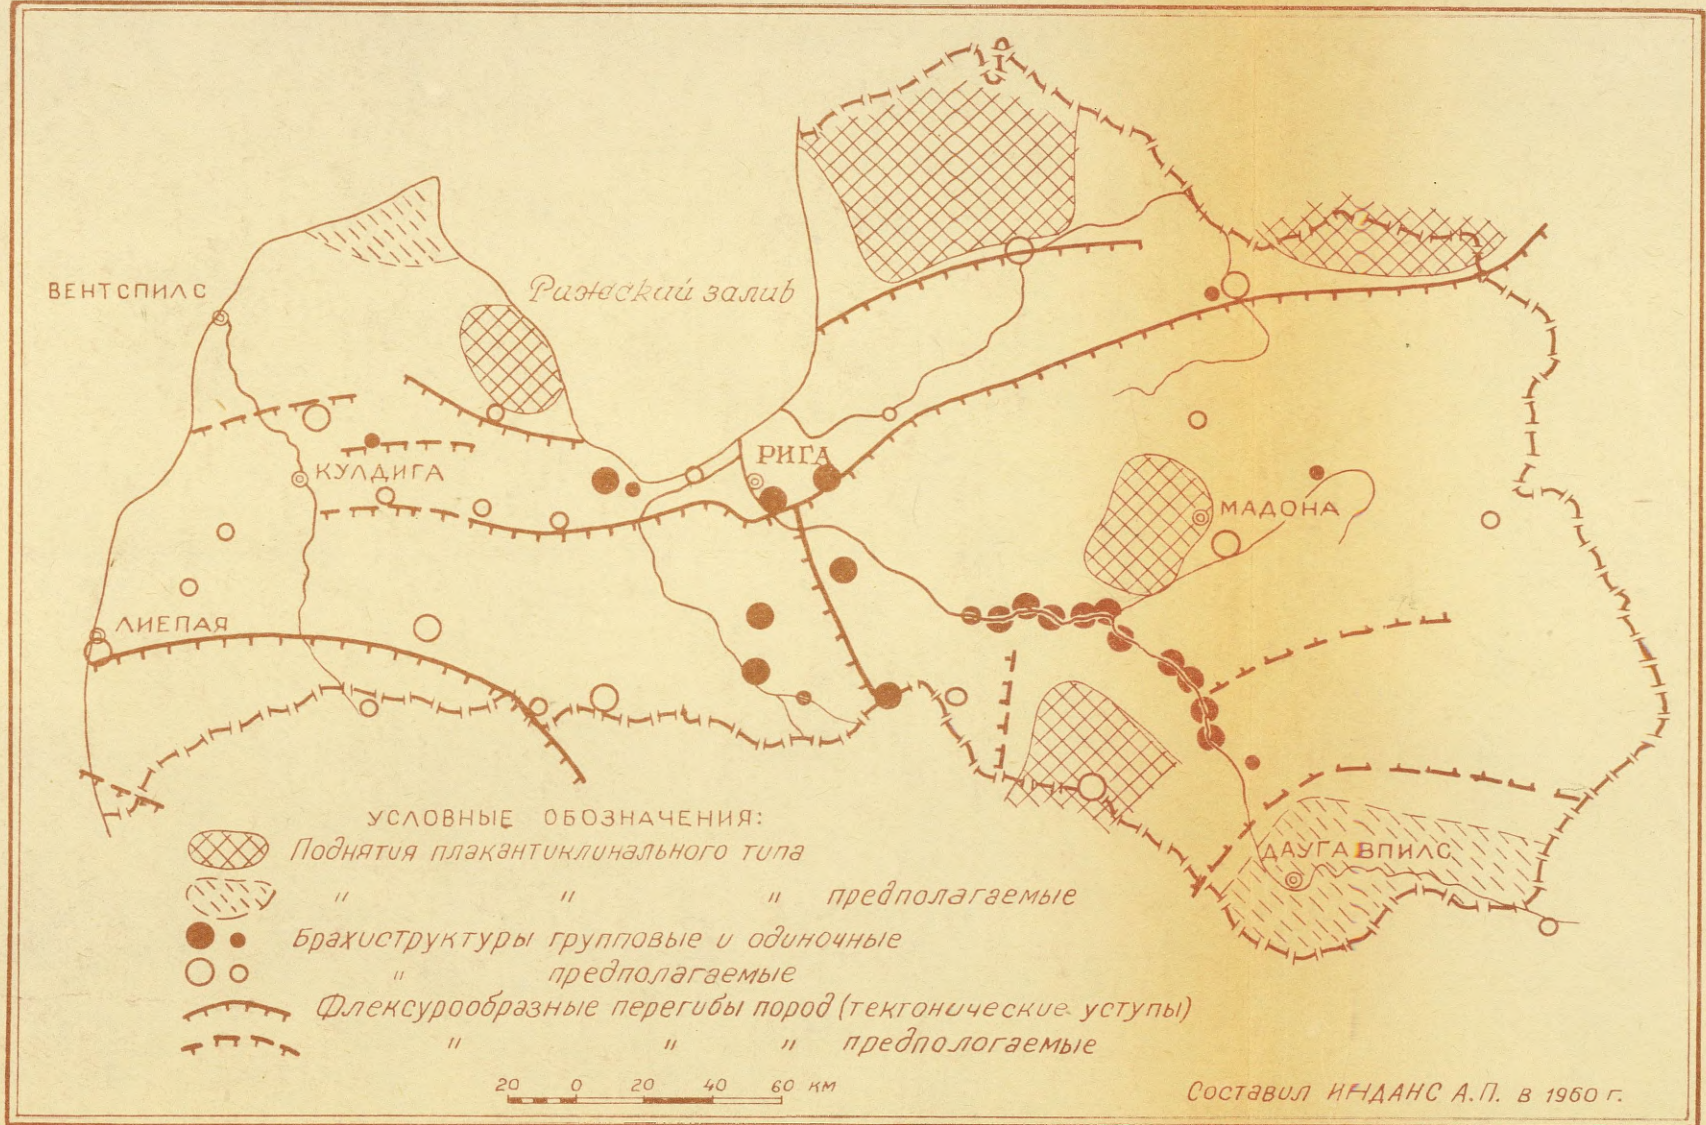 ВЕНТСПИЛС
Рижский залив
КУЛДИГА
РИГА
МАДОНА
ЛИЕПАЯ
ДАУГАВПИЛС
УСЛОВНЫЕ ОБОЗНАЧЕНИЯ:
Поднятия плакантиклинального типа
" " " предполагаемые
Брахиструктуры групповые и одиночные
" предполагаемые
Флексурообразные перегибы пород (тектонические уступы)
" " " предпологаемые
20 0 20 40 60 км
Составил ИНДАНС А.П. в 1960 г.